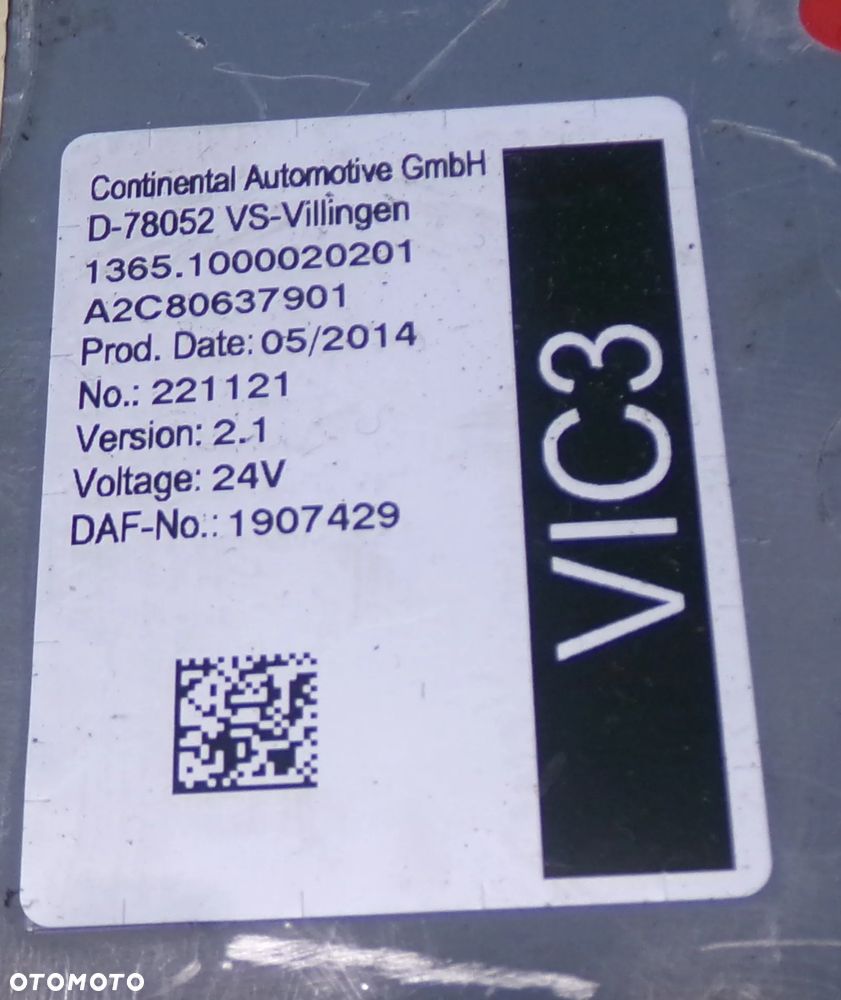 Continental Automotive GmbH
D-78052 VS-Villingen
1365.1000020201
A2C80637901
Prod. Date: 05/2014
No.: 221121
Version: 2.1
Voltage: 24V
DAF-No.: 1907429
VIC3
OTOMOTO